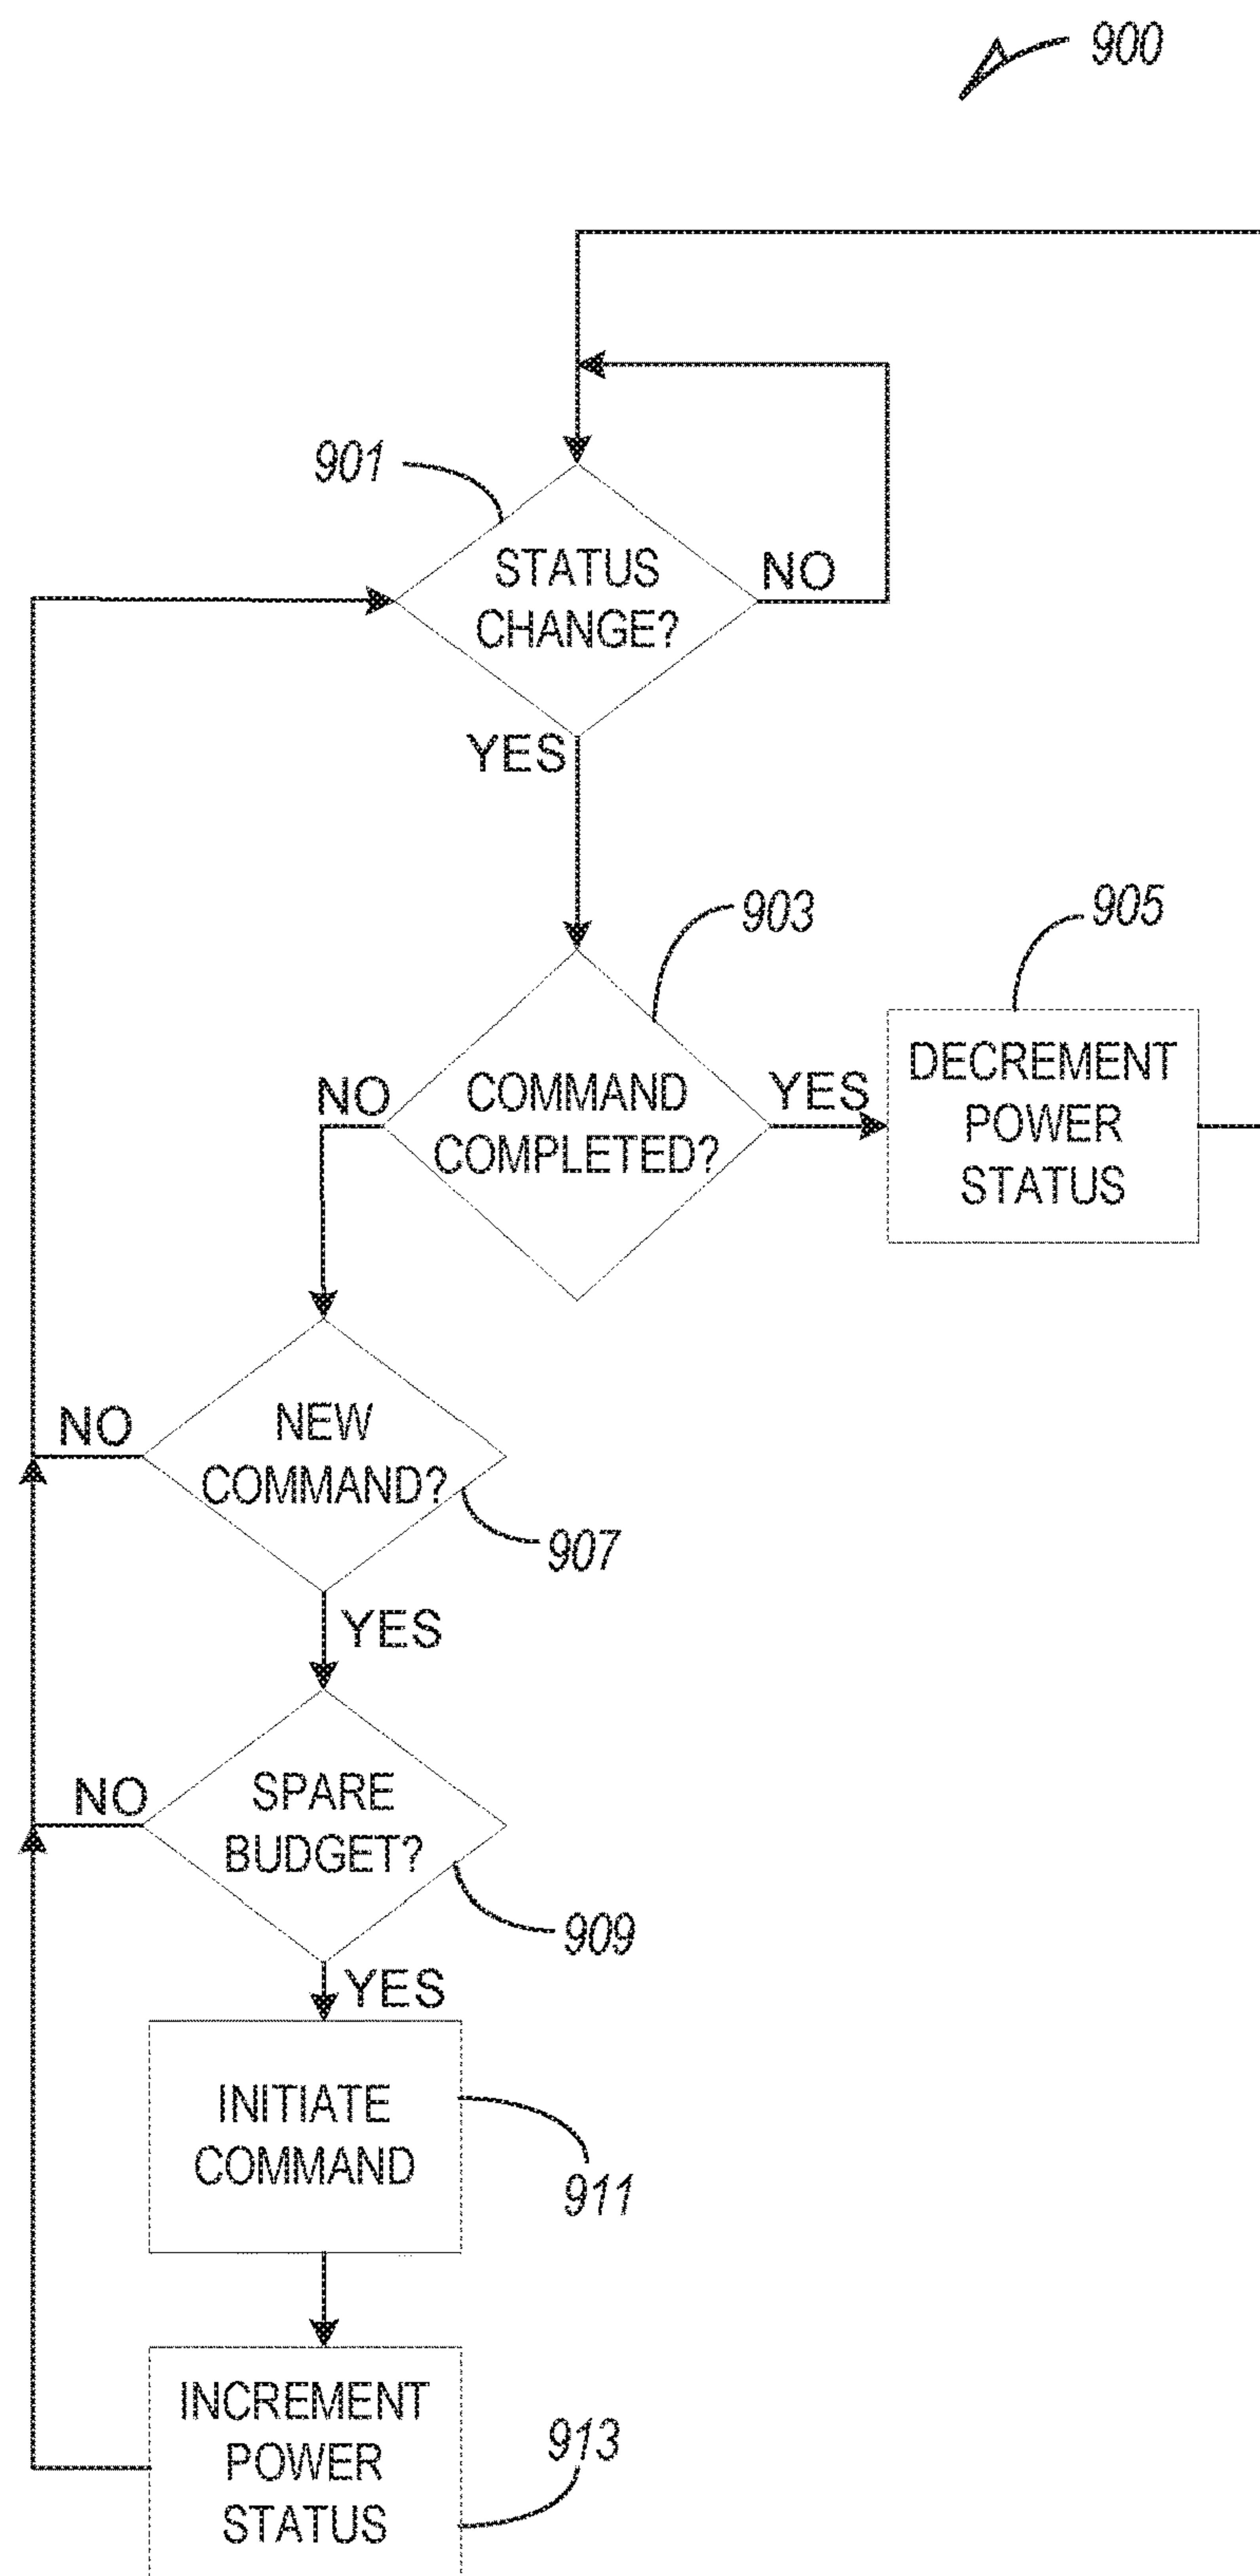 900
901
STATUS
CHANGE?
NO
YES
903
905
NO
COMMAND
COMPLETED?
YES
DECREMENT
POWER
STATUS
NO
NEW
COMMAND?
907
YES
NO
SPARE
BUDGET?
909
YES
INITIATE
COMMAND
911
INCREMENT
POWER
STATUS
913